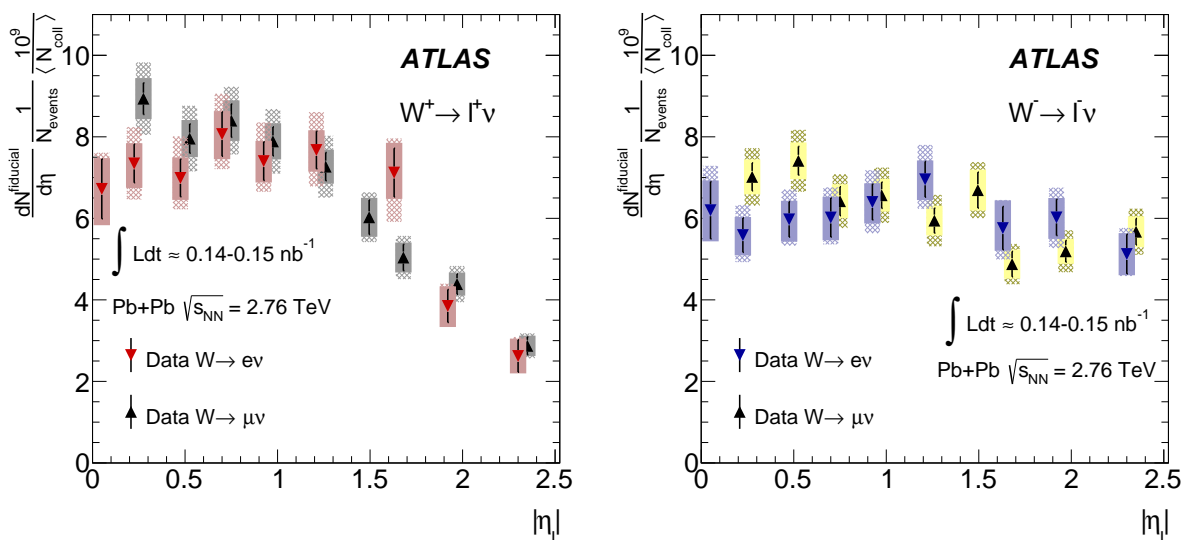 dN^fiducial/dη 1/N_events 10^9/⟨N_coll⟩
10
8
6
4
2
0
ATLAS
W⁺→ l⁺ν
∫ Ldt ≈ 0.14-0.15 nb⁻¹
Pb+Pb √s_NN = 2.76 TeV
Data W→ eν
Data W→ μν
0 0.5 1 1.5 2 2.5
|η_l|
dN^fiducial/dη 1/N_events 10^9/⟨N_coll⟩
10
8
6
4
2
0
ATLAS
W⁻→ l⁻ν
∫ Ldt ≈ 0.14-0.15 nb⁻¹
Pb+Pb √s_NN = 2.76 TeV
Data W→ eν
Data W→ μν
0 0.5 1 1.5 2 2.5
|η_l|